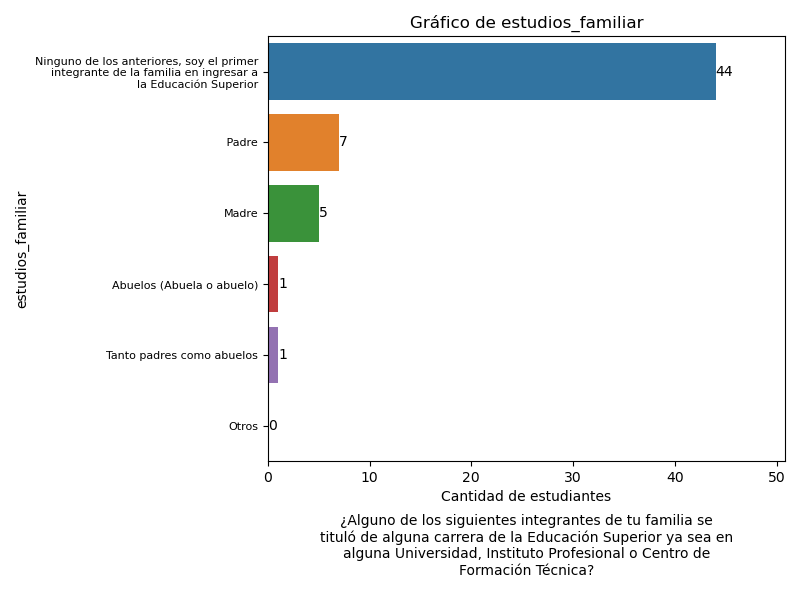 Gráfico de estudios_familiar
Ninguno de los anteriores, soy el primer
integrante de la familia en ingresar a
la Educación Superior
44
Padre
7
Madre
5
Abuelos (Abuela o abuelo)
1
Tanto padres como abuelos
1
Otros
0
estudios_familiar
0 10 20 30 40 50
Cantidad de estudiantes
¿Alguno de los siguientes integrantes de tu familia se
tituló de alguna carrera de la Educación Superior ya sea en
alguna Universidad, Instituto Profesional o Centro de
Formación Técnica?